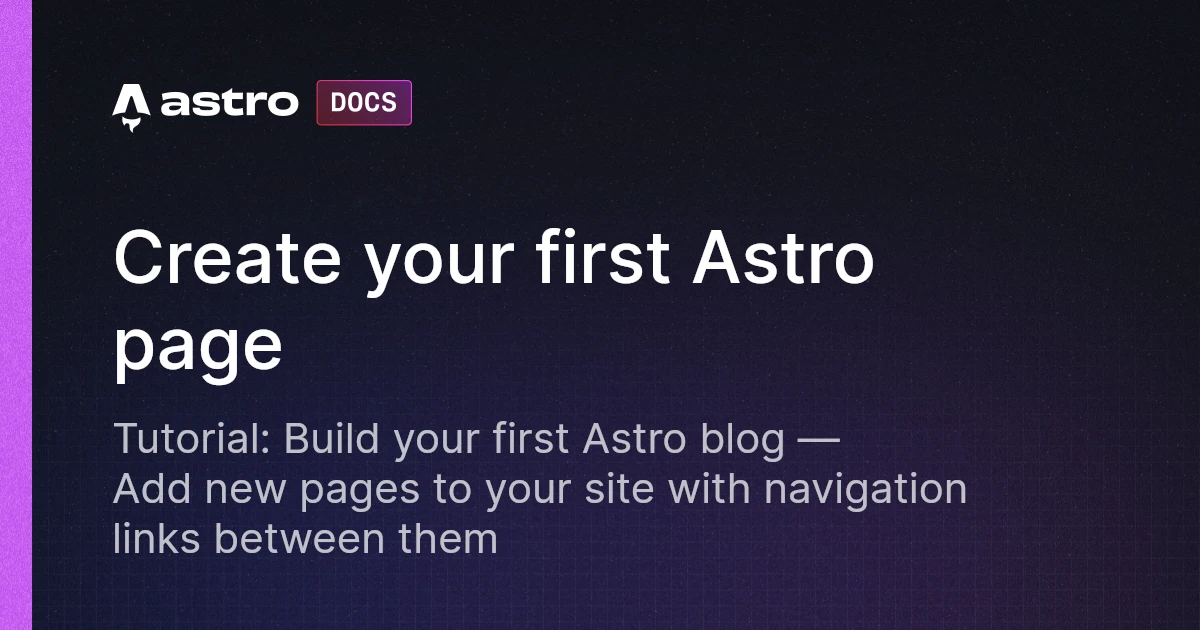 astro DOCS
Create your first Astro
page
Tutorial: Build your first Astro blog —
Add new pages to your site with navigation
links between them